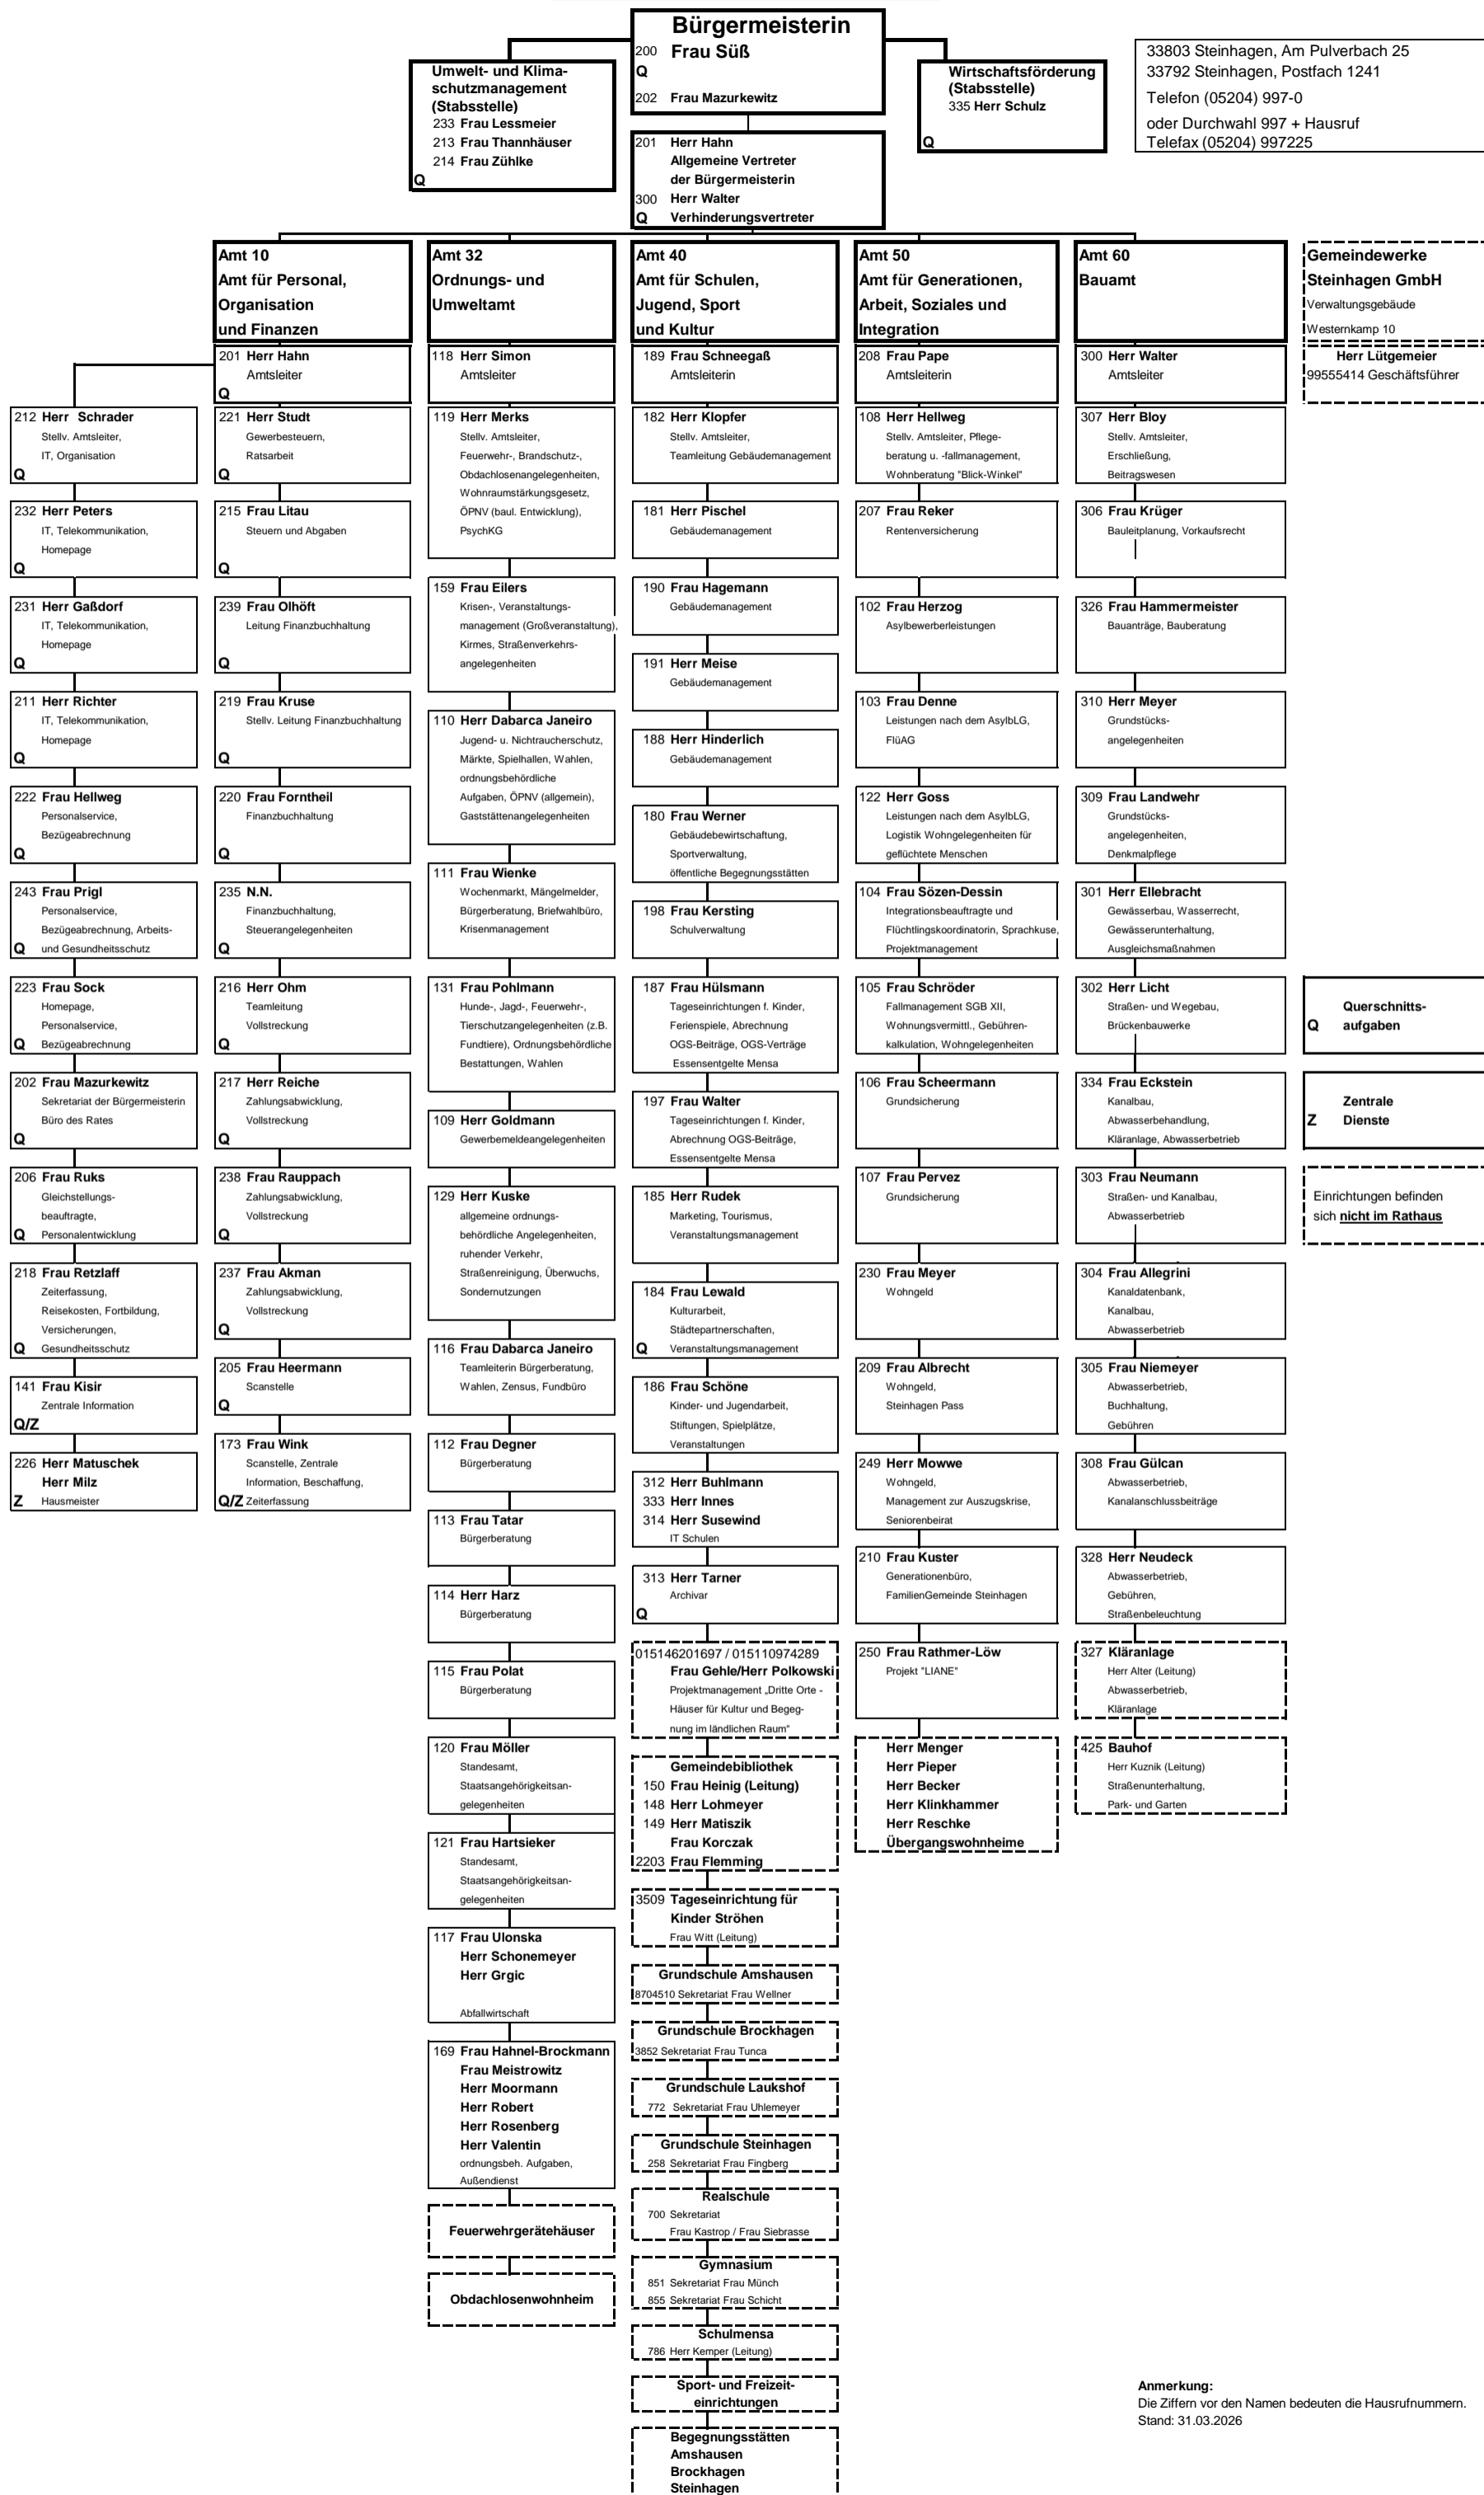 Bürgermeisterin
200 Frau Süß
Q
202 Frau Mazurkewitz
Umwelt- und Klima-
schutzmanagement
(Stabsstelle)
233 Frau Lessmeier
213 Frau Thannhäuser
214 Frau Zühlke
Q
Wirtschaftsförderung
(Stabsstelle)
335 Herr Schulz
Q
33803 Steinhagen, Am Pulverbach 25
33792 Steinhagen, Postfach 1241
Telefon (05204) 997-0
oder Durchwahl 997 + Hausruf
Telefax (05204) 997225
201 Herr Hahn
Allgemeine Vertreter
der Bürgermeisterin
300 Herr Walter
Q Verhinderungsvertreter
Amt 10
Amt für Personal,
Organisation
und Finanzen
201 Herr Hahn
Amtsleiter
Q
212 Herr Schrader
Stellv. Amtsleiter,
IT, Organisation
Q
232 Herr Peters
IT, Telekommunikation,
Homepage
Q
231 Herr Gaßdorf
IT, Telekommunikation,
Homepage
Q
211 Herr Richter
IT, Telekommunikation,
Homepage
Q
222 Frau Hellweg
Personalservice,
Bezügeabrechnung
Q
243 Frau Prigl
Personalservice,
Bezügeabrechnung, Arbeits-
Q und Gesundheitsschutz
223 Frau Sock
Homepage,
Personalservice,
Q Bezügeabrechnung
202 Frau Mazurkewitz
Sekretariat der Bürgermeisterin
Büro des Rates
Q
206 Frau Ruks
Gleichstellungs-
beauftragte,
Q Personalentwicklung
218 Frau Retzlaff
Zeiterfassung,
Reisekosten, Fortbildung,
Versicherungen,
Q Gesundheitsschutz
141 Frau Kisir
Zentrale Information
Q/Z
226 Herr Matuschek
Herr Milz
Z Hausmeister
221 Herr Studt
Gewerbesteuern,
Ratsarbeit
Q
215 Frau Litau
Steuern und Abgaben
Q
239 Frau Olhöft
Leitung Finanzbuchhaltung
Q
219 Frau Kruse
Stellv. Leitung Finanzbuchhaltung
Q
220 Frau Forntheil
Finanzbuchhaltung
Q
235 N.N.
Finanzbuchhaltung,
Steuerangelegenheiten
Q
216 Herr Ohm
Teamleitung
Vollstreckung
Q
217 Herr Reiche
Zahlungsabwicklung,
Vollstreckung
Q
238 Frau Rauppach
Zahlungsabwicklung,
Vollstreckung
Q
237 Frau Akman
Zahlungsabwicklung,
Vollstreckung
Q
205 Frau Heermann
Scanstelle
Q
173 Frau Wink
Scanstelle, Zentrale
Information, Beschaffung,
Q/Z Zeiterfassung
Amt 32
Ordnungs- und
Umweltamt
118 Herr Simon
Amtsleiter
119 Herr Merks
Stellv. Amtsleiter,
Feuerwehr-, Brandschutz-,
Obdachlosenangelegenheiten,
Wohnraumstärkungsgesetz,
ÖPNV (baul. Entwicklung),
PsychKG
159 Frau Eilers
Krisen-, Veranstaltungs-
management (Großveranstaltung),
Kirmes, Straßenverkehrs-
angelegenheiten
110 Herr Dabarca Janeiro
Jugend- u. Nichtraucherschutz,
Märkte, Spielhallen, Wahlen,
ordnungsbehördliche
Aufgaben, ÖPNV (allgemein),
Gaststättenangelegenheiten
111 Frau Wienke
Wochenmarkt, Mängelmelder,
Bürgerberatung, Briefwahlbüro,
Krisenmanagement
131 Frau Pohlmann
Hunde-, Jagd-, Feuerwehr-,
Tierschutzangelegenheiten (z.B.
Fundtiere), Ordnungsbehördliche
Bestattungen, Wahlen
109 Herr Goldmann
Gewerbemeldeangelegenheiten
129 Herr Kuske
allgemeine ordnungs-
behördliche Angelegenheiten,
ruhender Verkehr,
Straßenreinigung, Überwuchs,
Sondernutzungen
116 Frau Dabarca Janeiro
Teamleiterin Bürgerberatung,
Wahlen, Zensus, Fundbüro
112 Frau Degner
Bürgerberatung
113 Frau Tatar
Bürgerberatung
114 Herr Harz
Bürgerberatung
115 Frau Polat
Bürgerberatung
120 Frau Möller
Standesamt,
Staatsangehörigkeitsan-
gelegenheiten
121 Frau Hartsieker
Standesamt,
Staatsangehörigkeitsan-
gelegenheiten
117 Frau Ulonska
Herr Schonemeyer
Herr Grgic
Abfallwirtschaft
169 Frau Hahnel-Brockmann
Frau Meistrowitz
Herr Moormann
Herr Robert
Herr Rosenberg
Herr Valentin
ordnungsbeh. Aufgaben,
Außendienst
Feuerwehrgerätehäuser
Obdachlosenwohnheim
Amt 40
Amt für Schulen,
Jugend, Sport
und Kultur
189 Frau Schneegaß
Amtsleiterin
182 Herr Klopfer
Stellv. Amtsleiter,
Teamleitung Gebäudemanagement
181 Herr Pischel
Gebäudemanagement
190 Frau Hagemann
Gebäudemanagement
191 Herr Meise
Gebäudemanagement
188 Herr Hinderlich
Gebäudemanagement
180 Frau Werner
Gebäudebewirtschaftung,
Sportverwaltung,
öffentliche Begegnungsstätten
198 Frau Kersting
Schulverwaltung
187 Frau Hülsmann
Tageseinrichtungen f. Kinder,
Ferienspiele, Abrechnung
OGS-Beiträge, OGS-Verträge
Essensentgelte Mensa
197 Frau Walter
Tageseinrichtungen f. Kinder,
Abrechnung OGS-Beiträge,
Essensentgelte Mensa
185 Herr Rudek
Marketing, Tourismus,
Veranstaltungsmanagement
184 Frau Lewald
Kulturarbeit,
Städtepartnerschaften,
Q Veranstaltungsmanagement
186 Frau Schöne
Kinder- und Jugendarbeit,
Stiftungen, Spielplätze,
Veranstaltungen
312 Herr Buhlmann
333 Herr Innes
314 Herr Susewind
IT Schulen
313 Herr Tarner
Archivar
Q
015146201697 / 015110974289
Frau Gehle/Herr Polkowski
Projektmanagement „Dritte Orte -
Häuser für Kultur und Begeg-
nung im ländlichen Raum“
Gemeindebibliothek
150 Frau Heinig (Leitung)
148 Herr Lohmeyer
149 Herr Matiszik
Frau Korczak
2203 Frau Flemming
3509 Tageseinrichtung für
Kinder Ströhen
Frau Witt (Leitung)
Grundschule Amshausen
8704510 Sekretariat Frau Wellner
Grundschule Brockhagen
3852 Sekretariat Frau Tunca
Grundschule Laukshof
772 Sekretariat Frau Uhlemeyer
Grundschule Steinhagen
258 Sekretariat Frau Fingberg
Realschule
700 Sekretariat
Frau Kastrop / Frau Siebrasse
Gymnasium
851 Sekretariat Frau Münch
855 Sekretariat Frau Schicht
Schulmensa
786 Herr Kemper (Leitung)
Sport- und Freizeit-
einrichtungen
Begegnungsstätten
Amshausen
Brockhagen
Steinhagen
Amt 50
Amt für Generationen,
Arbeit, Soziales und
Integration
208 Frau Pape
Amtsleiterin
108 Herr Hellweg
Stellv. Amtsleiter, Pflege-
beratung u. -fallmanagement,
Wohnberatung "Blick-Winkel"
207 Frau Reker
Rentenversicherung
102 Frau Herzog
Asylbewerberleistungen
103 Frau Denne
Leistungen nach dem AsylbLG,
FlüAG
122 Herr Goss
Leistungen nach dem AsylbLG,
Logistik Wohngelegenheiten für
geflüchtete Menschen
104 Frau Sözen-Dessin
Integrationsbeauftragte und
Flüchtlingskoordinatorin, Sprachkuse,
Projektmanagement
105 Frau Schröder
Fallmanagement SGB XII,
Wohnungsvermittl., Gebühren-
kalkulation, Wohngelegenheiten
106 Frau Scheermann
Grundsicherung
107 Frau Pervez
Grundsicherung
230 Frau Meyer
Wohngeld
209 Frau Albrecht
Wohngeld,
Steinhagen Pass
249 Herr Mowwe
Wohngeld,
Management zur Auszugskrise,
Seniorenbeirat
210 Frau Kuster
Generationenbüro,
FamilienGemeinde Steinhagen
250 Frau Rathmer-Löw
Projekt "LIANE"
Herr Menger
Herr Pieper
Herr Becker
Herr Klinkhammer
Herr Reschke
Übergangswohnheime
Amt 60
Bauamt
300 Herr Walter
Amtsleiter
307 Herr Bloy
Stellv. Amtsleiter,
Erschließung,
Beitragswesen
306 Frau Krüger
Bauleitplanung, Vorkaufsrecht
326 Frau Hammermeister
Bauanträge, Bauberatung
310 Herr Meyer
Grundstücks-
angelegenheiten
309 Frau Landwehr
Grundstücks-
angelegenheiten,
Denkmalpflege
301 Herr Ellebracht
Gewässerbau, Wasserrecht,
Gewässerunterhaltung,
Ausgleichsmaßnahmen
302 Herr Licht
Straßen- und Wegebau,
Brückenbauwerke
334 Frau Eckstein
Kanalbau,
Abwasserbehandlung,
Kläranlage, Abwasserbetrieb
303 Frau Neumann
Straßen- und Kanalbau,
Abwasserbetrieb
304 Frau Allegrini
Kanaldatenbank,
Kanalbau,
Abwasserbetrieb
305 Frau Niemeyer
Abwasserbetrieb,
Buchhaltung,
Gebühren
308 Frau Gülcan
Abwasserbetrieb,
Kanalanschlussbeiträge
328 Herr Neudeck
Abwasserbetrieb,
Gebühren,
Straßenbeleuchtung
327 Kläranlage
Herr Alter (Leitung)
Abwasserbetrieb,
Kläranlage
425 Bauhof
Herr Kuznik (Leitung)
Straßenunterhaltung,
Park- und Garten
Gemeindewerke
Steinhagen GmbH
Verwaltungsgebäude
Westernkamp 10
Herr Lütgemeier
99555414 Geschäftsführer
Querschnitts-
Q aufgaben
Zentrale
Z Dienste
Einrichtungen befinden
sich nicht im Rathaus
Anmerkung:
Die Ziffern vor den Namen bedeuten die Hausrufnummern.
Stand: 31.03.2026